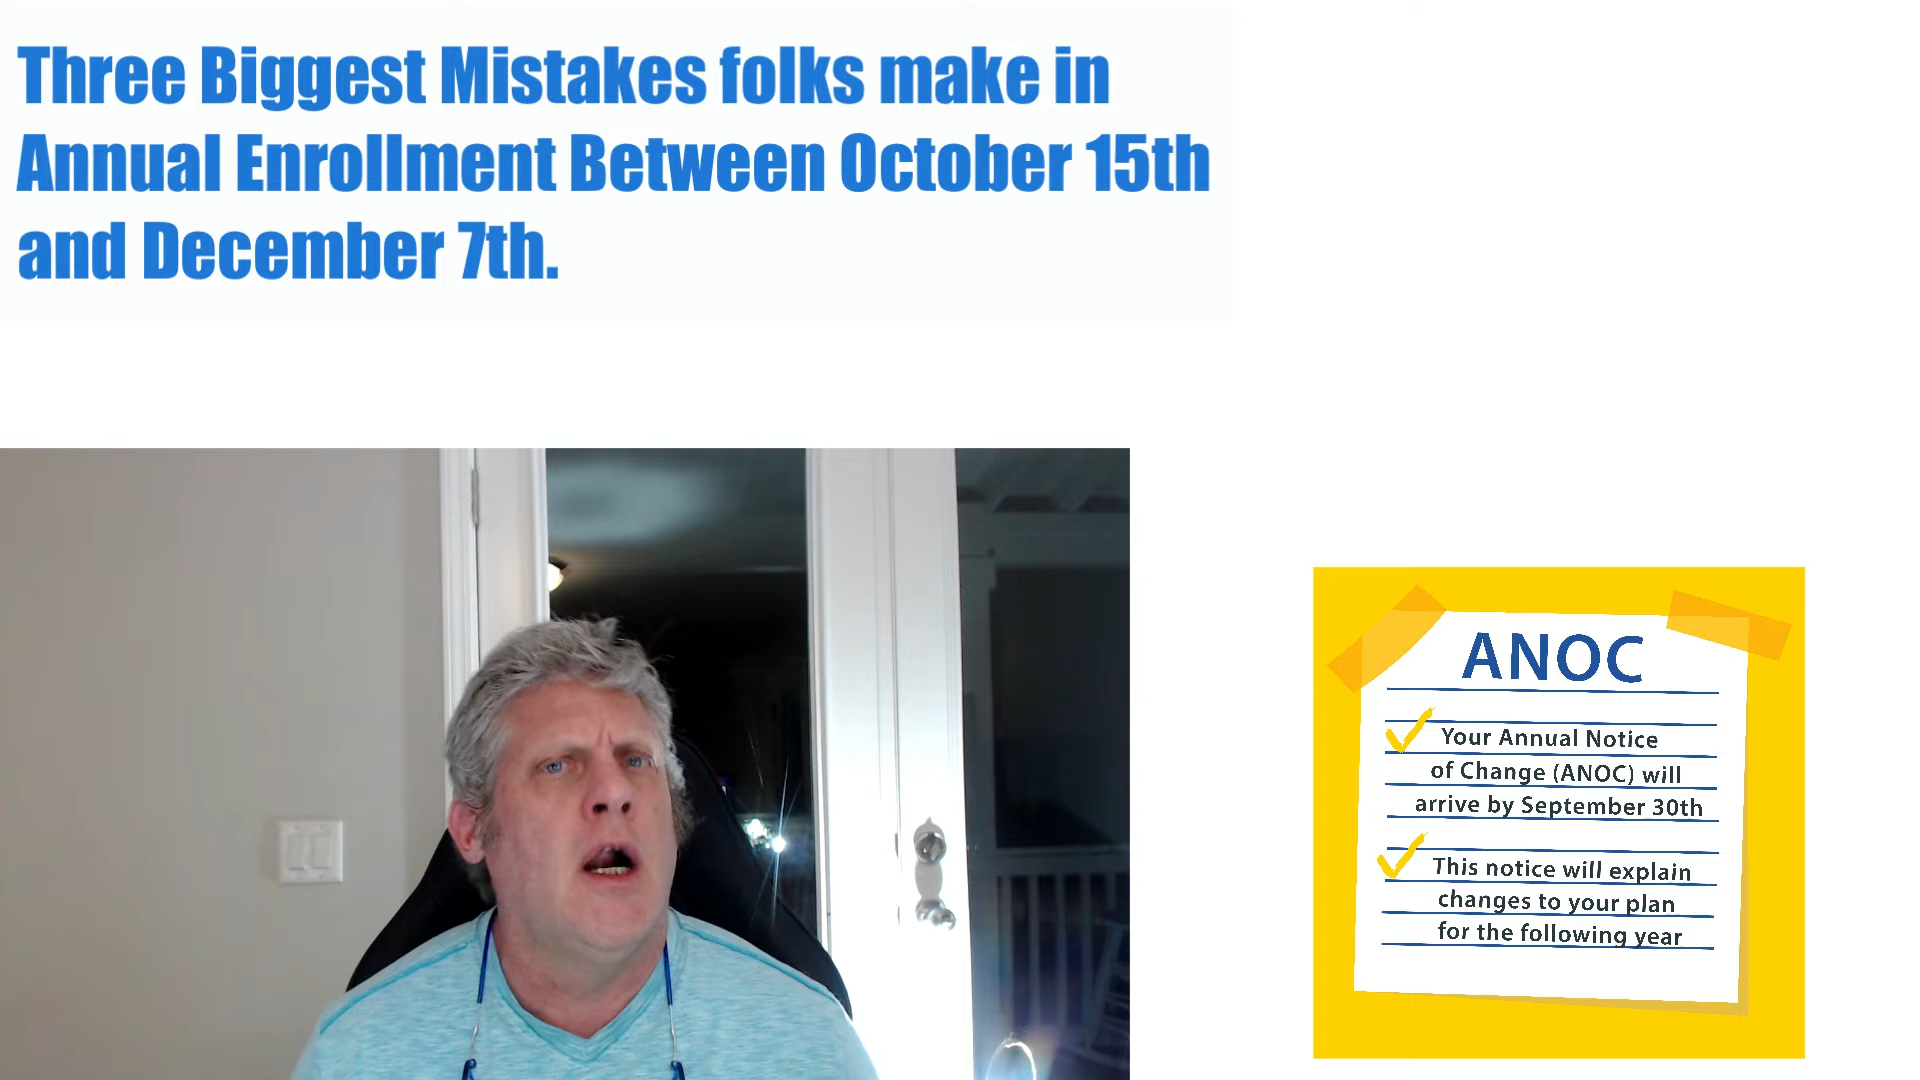 Three Biggest Mistakes folks make in
Annual Enrollment Between October 15th
and December 7th.
ANOC
Your Annual Notice
of Change (ANOC) will
arrive by September 30th
This notice will explain
changes to your plan
for the following year